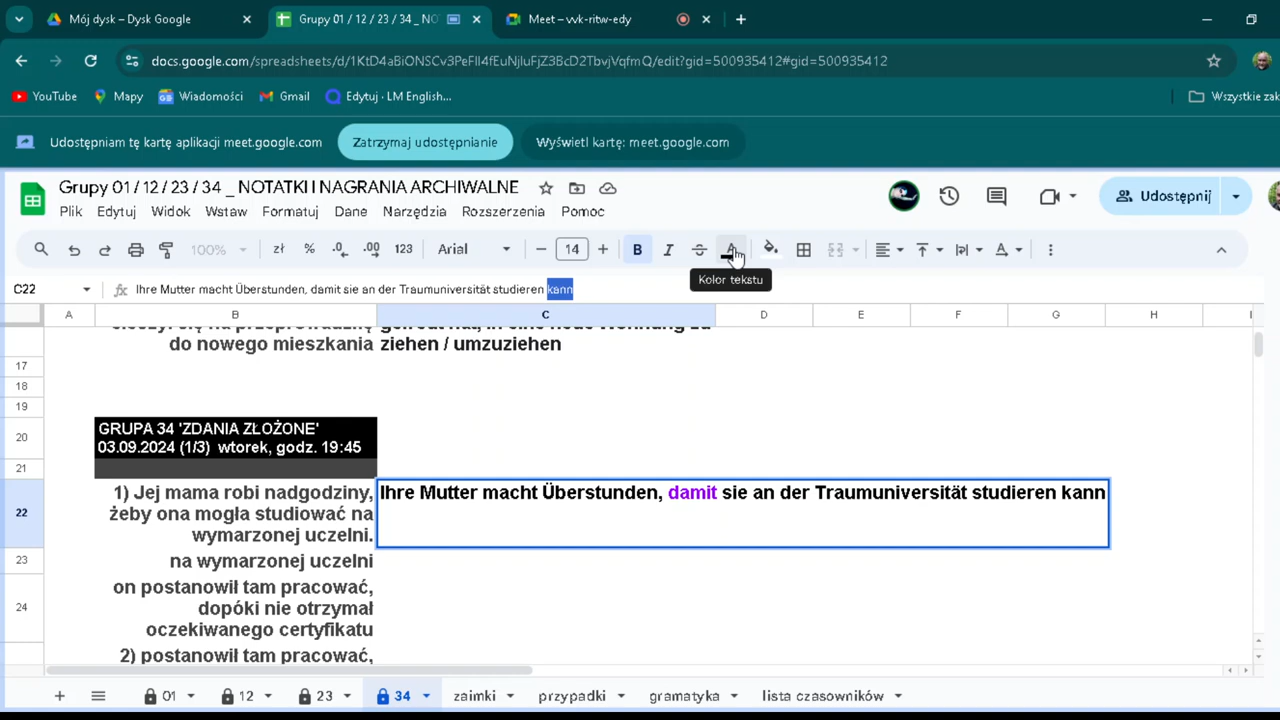 Mój dysk – Dysk Google
Grupy 01 / 12 / 23 / 34 _ NO
Meet – vvk-ritw-edy
docs.google.com/spreadsheets/d/1KtD4aBiONSCv3PeFlI4fEuNjluFjZ3BcD2TbvjVqfmQ/edit?gid=500935412#gid=500935412
YouTube
Mapy
Wiadomości
Gmail
Edytuj ‹ LM English...
Wszystkie zak
Udostępniam tę kartę aplikacji meet.google.com
Zatrzymaj udostępnianie
Wyświetl kartę: meet.google.com
Grupy 01 / 12 / 23 / 34 _ NOTATKI I NAGRANIA ARCHIWALNE
Udostępnij
Plik Edytuj Widok Wstaw Formatuj Dane Narzędzia Rozszerzenia Pomoc
100% zł % .0 .00 123 Arial 14 B I A
Kolor tekstu
C22
fx Ihre Mutter macht Überstunden, damit sie an der Traumuniversität studieren kann
A B C D E F G H I
do nowego mieszkania ziehen / umzuziehen
17
18
19
20 GRUPA 34 'ZDANIA ZŁOŻONE'
03.09.2024 (1/3) wtorek, godz. 19:45
21
22 1) Jej mama robi nadgodziny,
żeby ona mogła studiować na
wymarzonej uczelni.
Ihre Mutter macht Überstunden, damit sie an der Traumuniversität studieren kann
23 na wymarzonej uczelni
24 on postanowił tam pracować,
dopóki nie otrzymał
oczekiwanego certyfikatu
2) postanowił tam pracować,
01 12 23 34 zaimki przypadki gramatyka lista czasowników